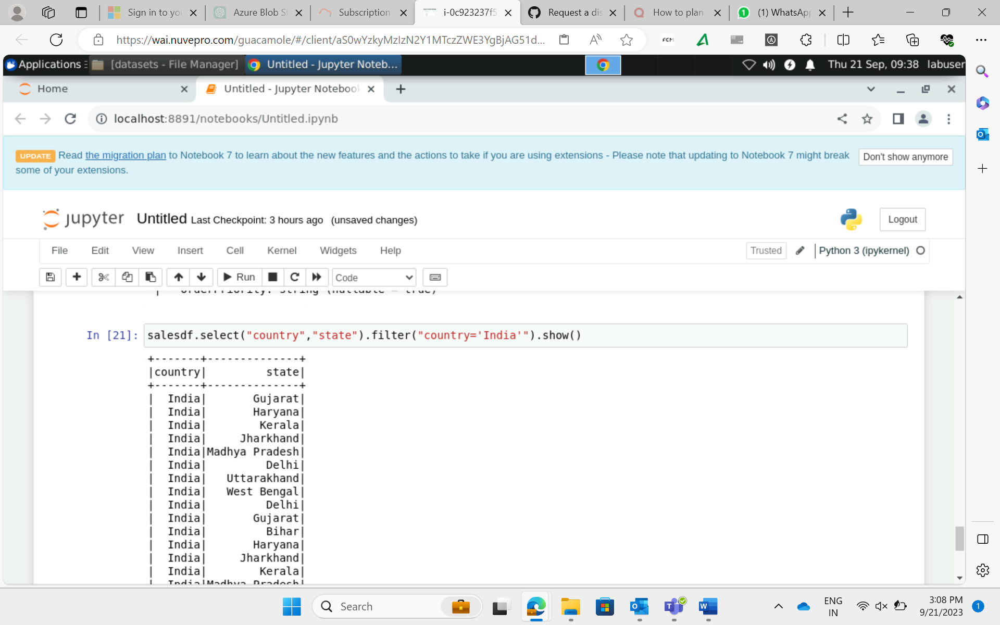 Sign in to yo
Azure Blob St
Subscription
i-0c923237f5
Request a dis
How to plan
(1) WhatsApp
https://wai.nuvepro.com/guacamole/#/client/aS0wYzkyMzIzN2Y1MTczZWE3YgBjAG51d...
Applications
[datasets - File Manager]
Untitled - Jupyter Noteb...
Thu 21 Sep, 09:38
labuser
Home
Untitled - Jupyter Notebook
localhost:8891/notebooks/Untitled.ipynb
UPDATE Read the migration plan to Notebook 7 to learn about the new features and the actions to take if you are using extensions - Please note that updating to Notebook 7 might break
some of your extensions.
Don't show anymore
jupyter Untitled Last Checkpoint: 3 hours ago (unsaved changes)
Logout
File Edit View Insert Cell Kernel Widgets Help
Trusted
Python 3 (ipykernel)
Run
Code
In [21]: salesdf.select("country","state").filter("country='India'").show()
+-------+--------------+
|country|         state|
+-------+--------------+
|  India|       Gujarat|
|  India|       Haryana|
|  India|        Kerala|
|  India|     Jharkhand|
|  India|Madhya Pradesh|
|  India|         Delhi|
|  India|   Uttarakhand|
|  India|   West Bengal|
|  India|         Delhi|
|  India|       Gujarat|
|  India|         Bihar|
|  India|       Haryana|
|  India|     Jharkhand|
|  India|        Kerala|
|  India|Madhya Pradesh|
Search
ENG
IN
3:08 PM
9/21/2023
1